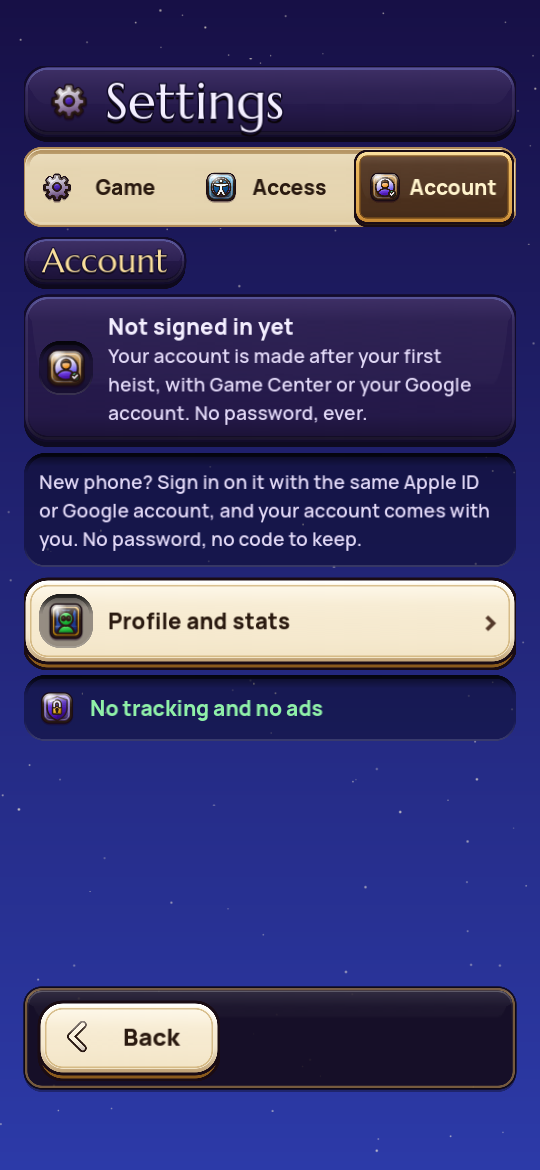 Settings
Game
Access
Account
Account
Not signed in yet
Your account is made after your first
heist, with Game Center or your Google
account. No password, ever.
New phone? Sign in on it with the same Apple ID
or Google account, and your account comes with
you. No password, no code to keep.
Profile and stats
No tracking and no ads
Back